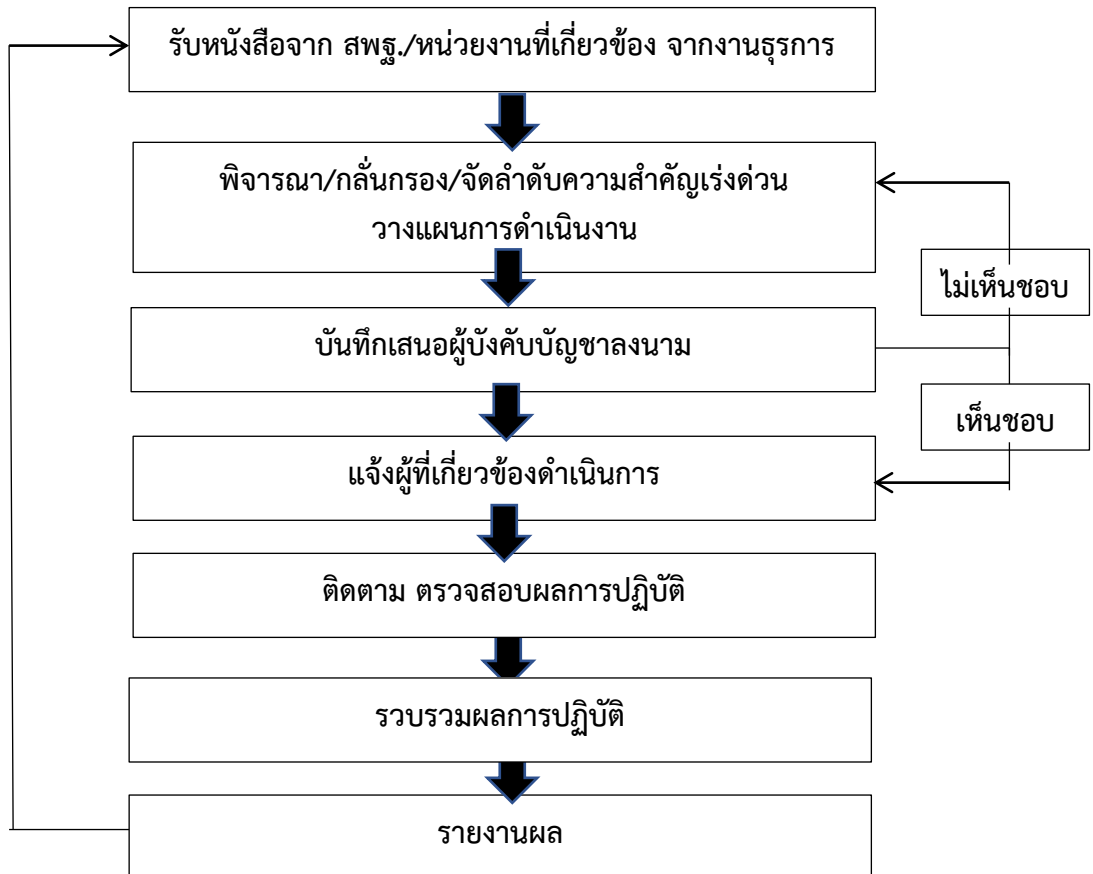 รับหนังสือจาก สพฐ./หน่วยงานที่เกี่ยวข้อง จากงานธุรการ
พิจารณา/กลั่นกรอง/จัดลำดับความสำคัญเร่งด่วน
วางแผนการดำเนินงาน
ไม่เห็นชอบ
บันทึกเสนอผู้บังคับบัญชาลงนาม
เห็นชอบ
แจ้งผู้ที่เกี่ยวข้องดำเนินการ
ติดตาม ตรวจสอบผลการปฏิบัติ
รวบรวมผลการปฏิบัติ
รายงานผล